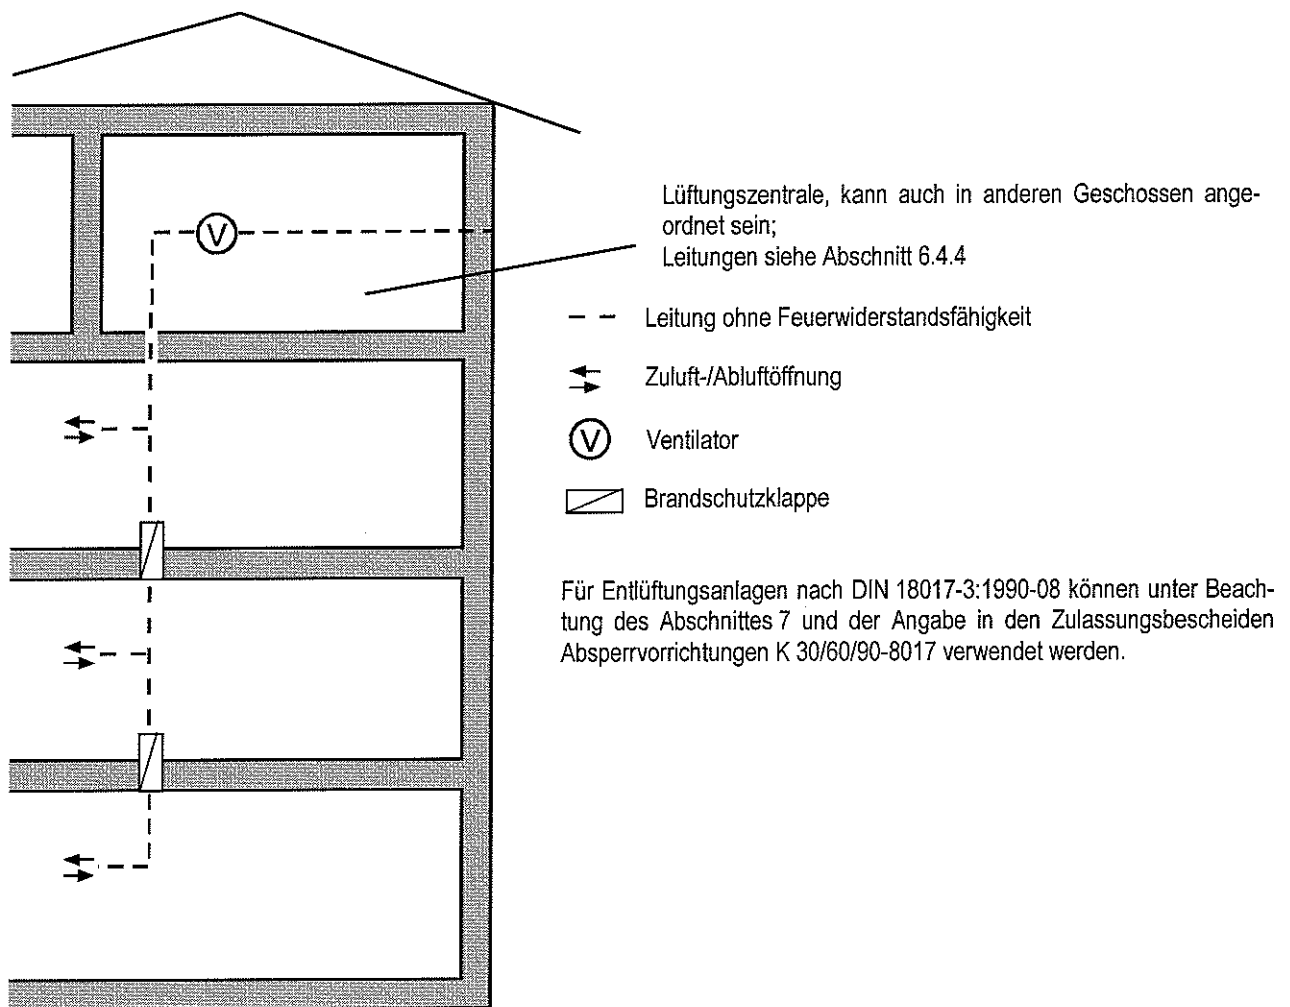 Lüftungszentrale, kann auch in anderen Geschossen ange-
ordnet sein;
Leitungen siehe Abschnitt 6.4.4
V
Leitung ohne Feuerwiderstandsfähigkeit
Zuluft-/Abluftöffnung
V Ventilator
Brandschutzklappe
Für Entlüftungsanlagen nach DIN 18017-3:1990-08 können unter Beach-
tung des Abschnittes 7 und der Angabe in den Zulassungsbescheiden
Absperrvorrichtungen K 30/60/90-8017 verwendet werden.